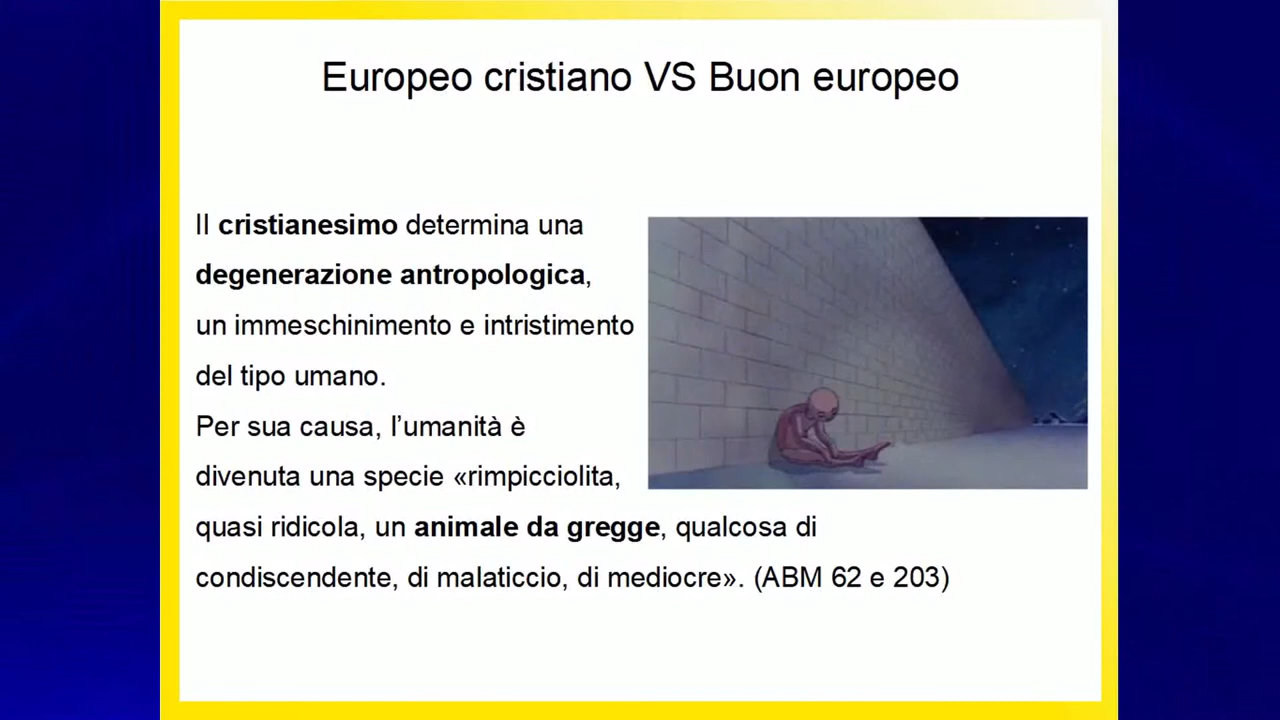 Europeo cristiano VS Buon europeo
Il cristianesimo determina una
degenerazione antropologica,
un immeschinimento e intristimento
del tipo umano.
Per sua causa, l’umanità è
divenuta una specie «rimpicciolita,
quasi ridicola, un animale da gregge, qualcosa di
condiscendente, di malaticcio, di mediocre». (ABM 62 e 203)